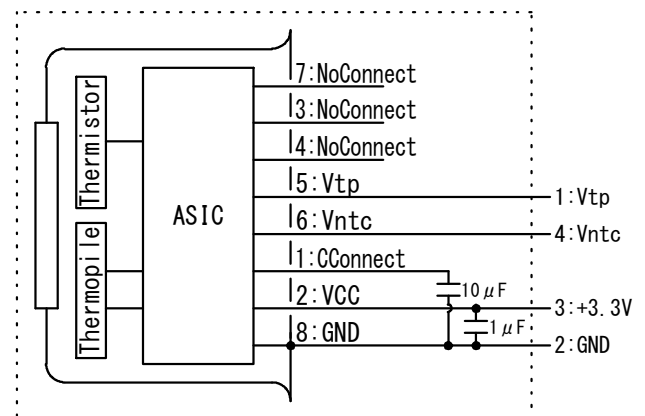 7:NoConnect
3:NoConnect
4:NoConnect
Thermistor
5:Vtp
1:Vtp
ASIC
6:Vntc
4:Vntc
1:CConnect
Thermopile
10μF
2:VCC
3:+3.3V
1μF
8:GND
2:GND